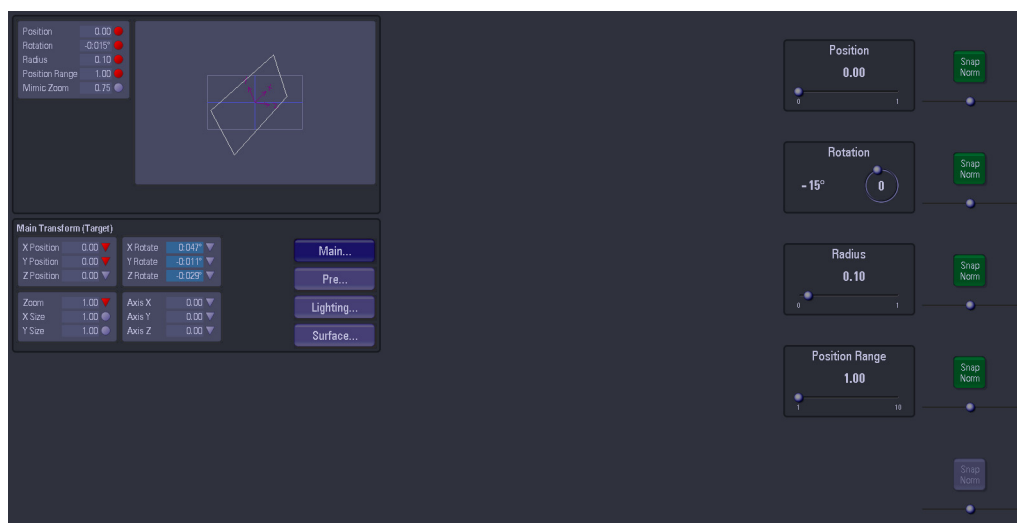 Position 0.00
Rotation -0:015°
Radius 0.10
Position Range 1.00
Mimic Zoom 0.75
Main Transform (Target)
X Position 0.00
Y Position 0.00
Z Position 0.00
X Rotate 0:047°
Y Rotate -0:011°
Z Rotate -0:029°
Zoom 1.00
X Size 1.00
Y Size 1.00
Axis X 0.00
Axis Y 0.00
Axis Z 0.00
Main...
Pre...
Lighting...
Surface...
Position
0.00
0 1
Snap
Norm
Rotation
-15° 0
Snap
Norm
Radius
0.10
0 1
Snap
Norm
Position Range
1.00
1 10
Snap
Norm
Snap
Norm